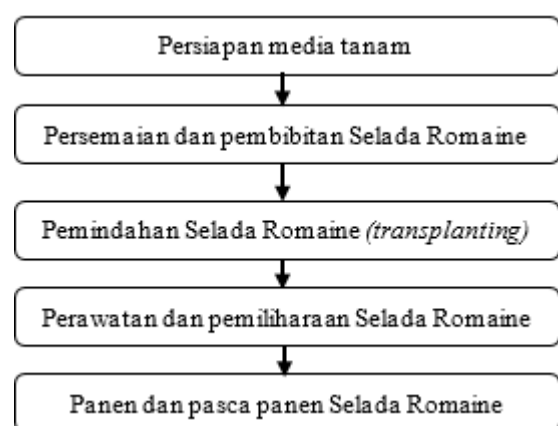 Persiapan media tanam
Persemaian dan pembibitan Selada Romaine
Pemindahan Selada Romaine (transplanting)
Perawatan dan pemiliharaan Selada Romaine
Panen dan pasca panen Selada Romaine